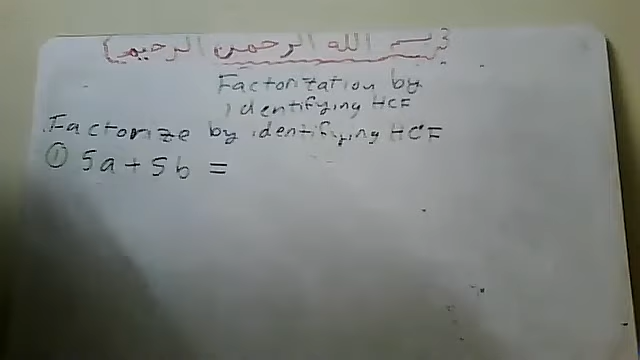 {بسم الله الرحمن الرحيم}
Factorization by
identifying HCF
Factorize by identifying HCF
① 5a + 5b =